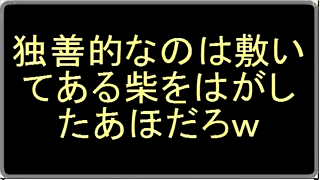 独善的なのは敷い
てある柴をはがし
たあほだろw